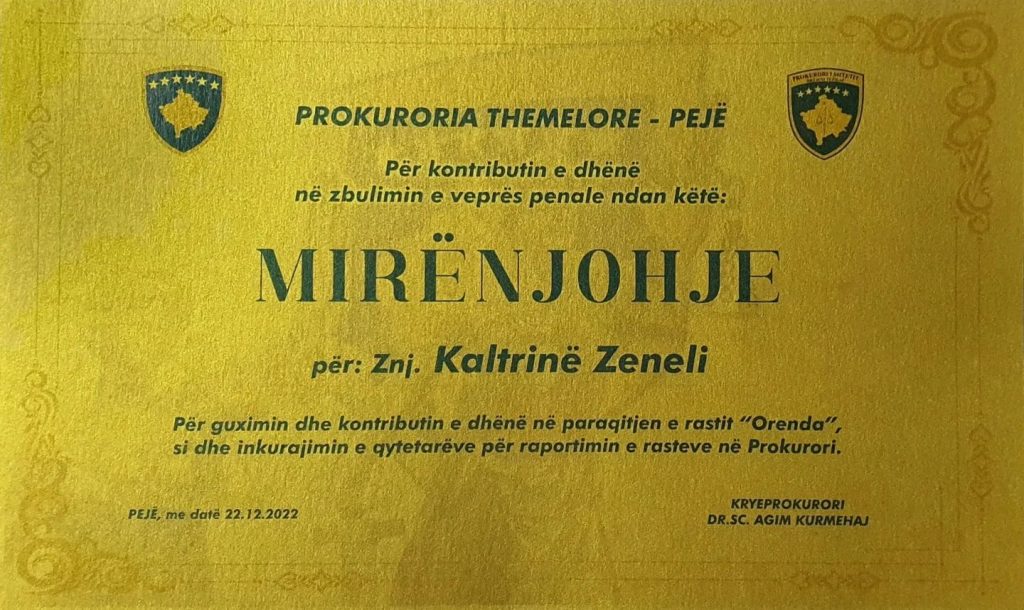 PROKURORI I SHTETIT
PROKURORIA THEMELORE - PEJË
Për kontributin e dhënë
në zbulimin e veprës penale ndan këtë:
MIRËNJOHJE
për: Znj. Kaltrinë Zeneli
Për guximin dhe kontributin e dhënë në paraqitjen e rastit “Orenda”,
si dhe inkurajimin e qytetarëve për raportimin e rasteve në Prokurori.
PEJË, me datë 22.12.2022
KRYEPROKURORI
DR.SC. AGIM KURMEHAJ